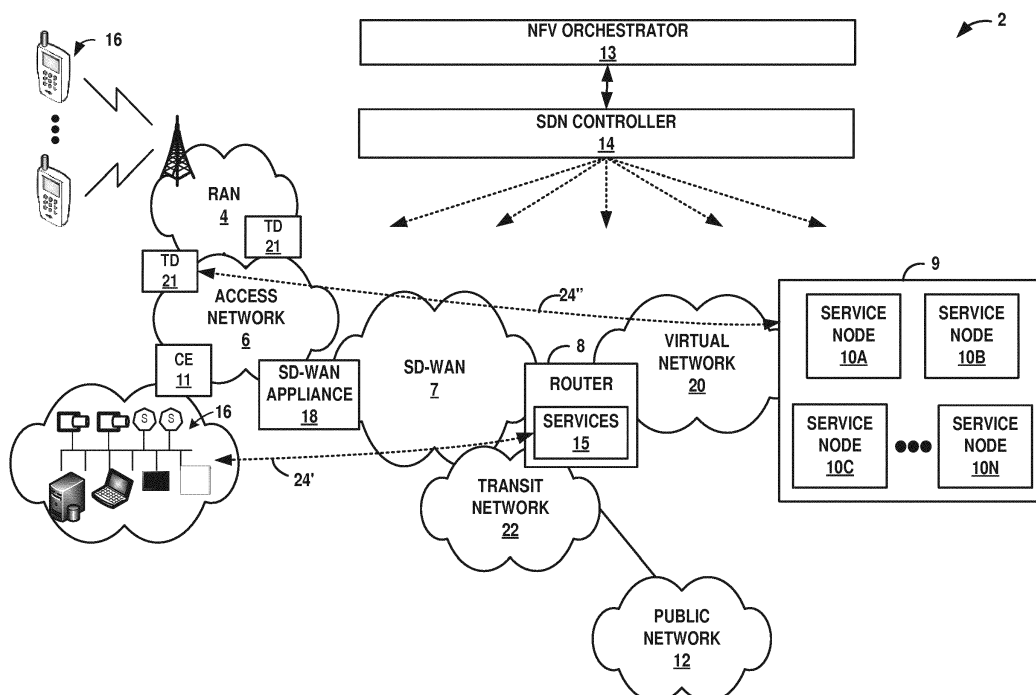 2
16
NFV ORCHESTRATOR
13
SDN CONTROLLER
14
RAN
4
TD
21
TD
21
ACCESS
NETWORK
6
24"
9
SERVICE
NODE
10A
SERVICE
NODE
10B
SERVICE
NODE
10C
SERVICE
NODE
10N
CE
11
SD-WAN
APPLIANCE
18
SD-WAN
7
8
ROUTER
SERVICES
15
VIRTUAL
NETWORK
20
16
S
S
24'
TRANSIT
NETWORK
22
PUBLIC
NETWORK
12